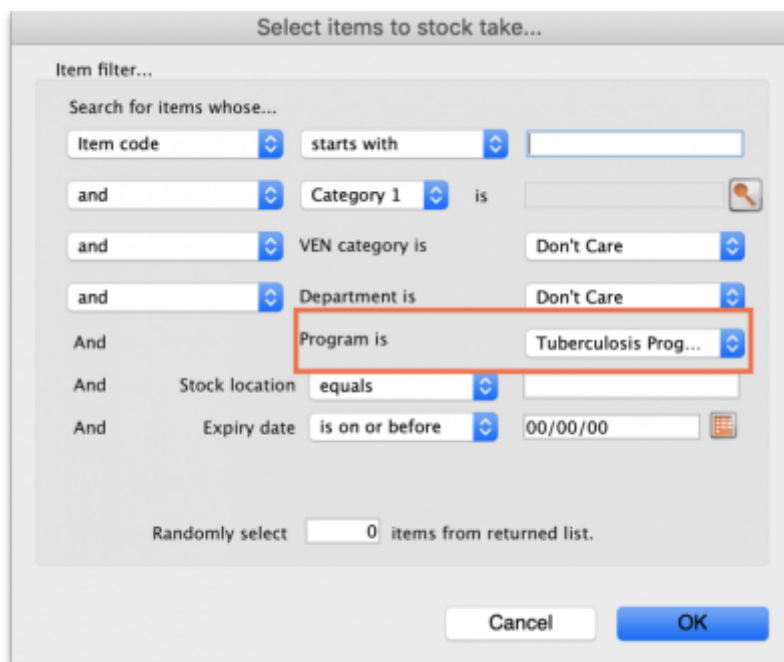 Select items to stock take...
Item filter...
Search for items whose...
Item code starts with
and Category 1 is
and VEN category is Don't Care
and Department is Don't Care
And Program is Tuberculosis Prog...
And Stock location equals
And Expiry date is on or before 00/00/00
Randomly select 0 items from returned list.
Cancel OK